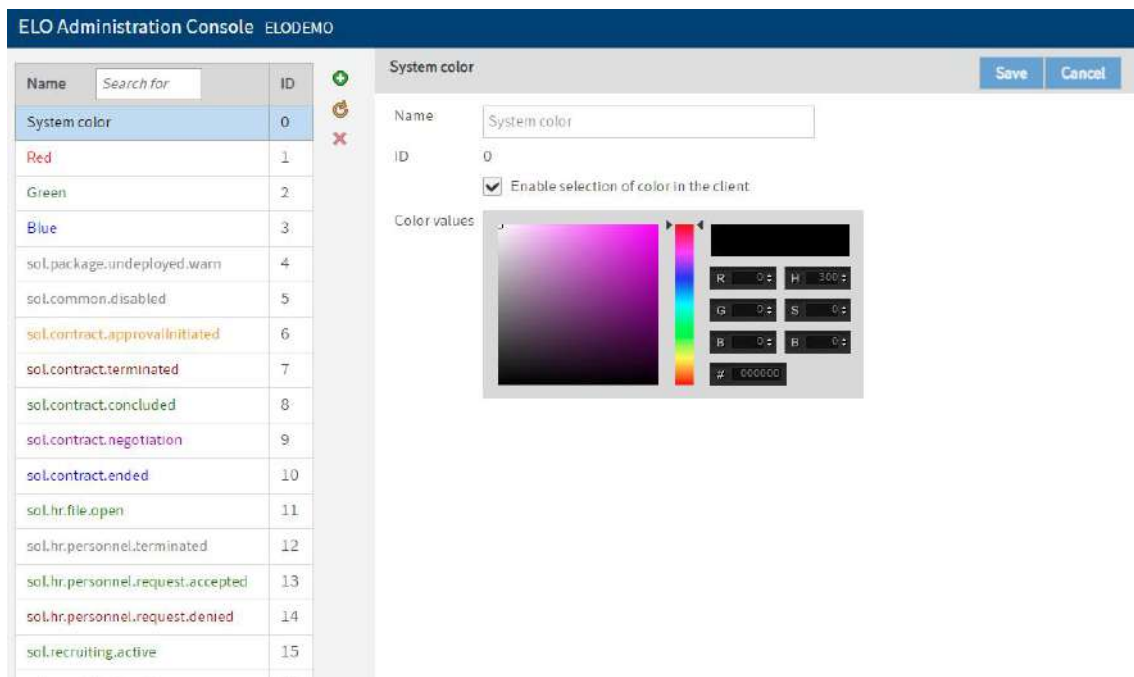 ELO Administration Console ELODEMO
Name Search for ID
System color 0
Red 1
Green 2
Blue 3
sol.package.undeployed.warn 4
sol.common.disabled 5
sol.contract.approvalInitiated 6
sol.contract.terminated 7
sol.contract.concluded 8
sol.contract.negotiation 9
sol.contract.ended 10
sol.hr.file.open 11
sol.hr.personnel.terminated 12
sol.hr.personnel.request.accepted 13
sol.hr.personnel.request.denied 14
sol.recruiting.active 15
System color Save Cancel
Name System color
ID 0
Enable selection of color in the client
Color values
R 0 H 300
G 0 S 0
B 0 B 0
# 000000